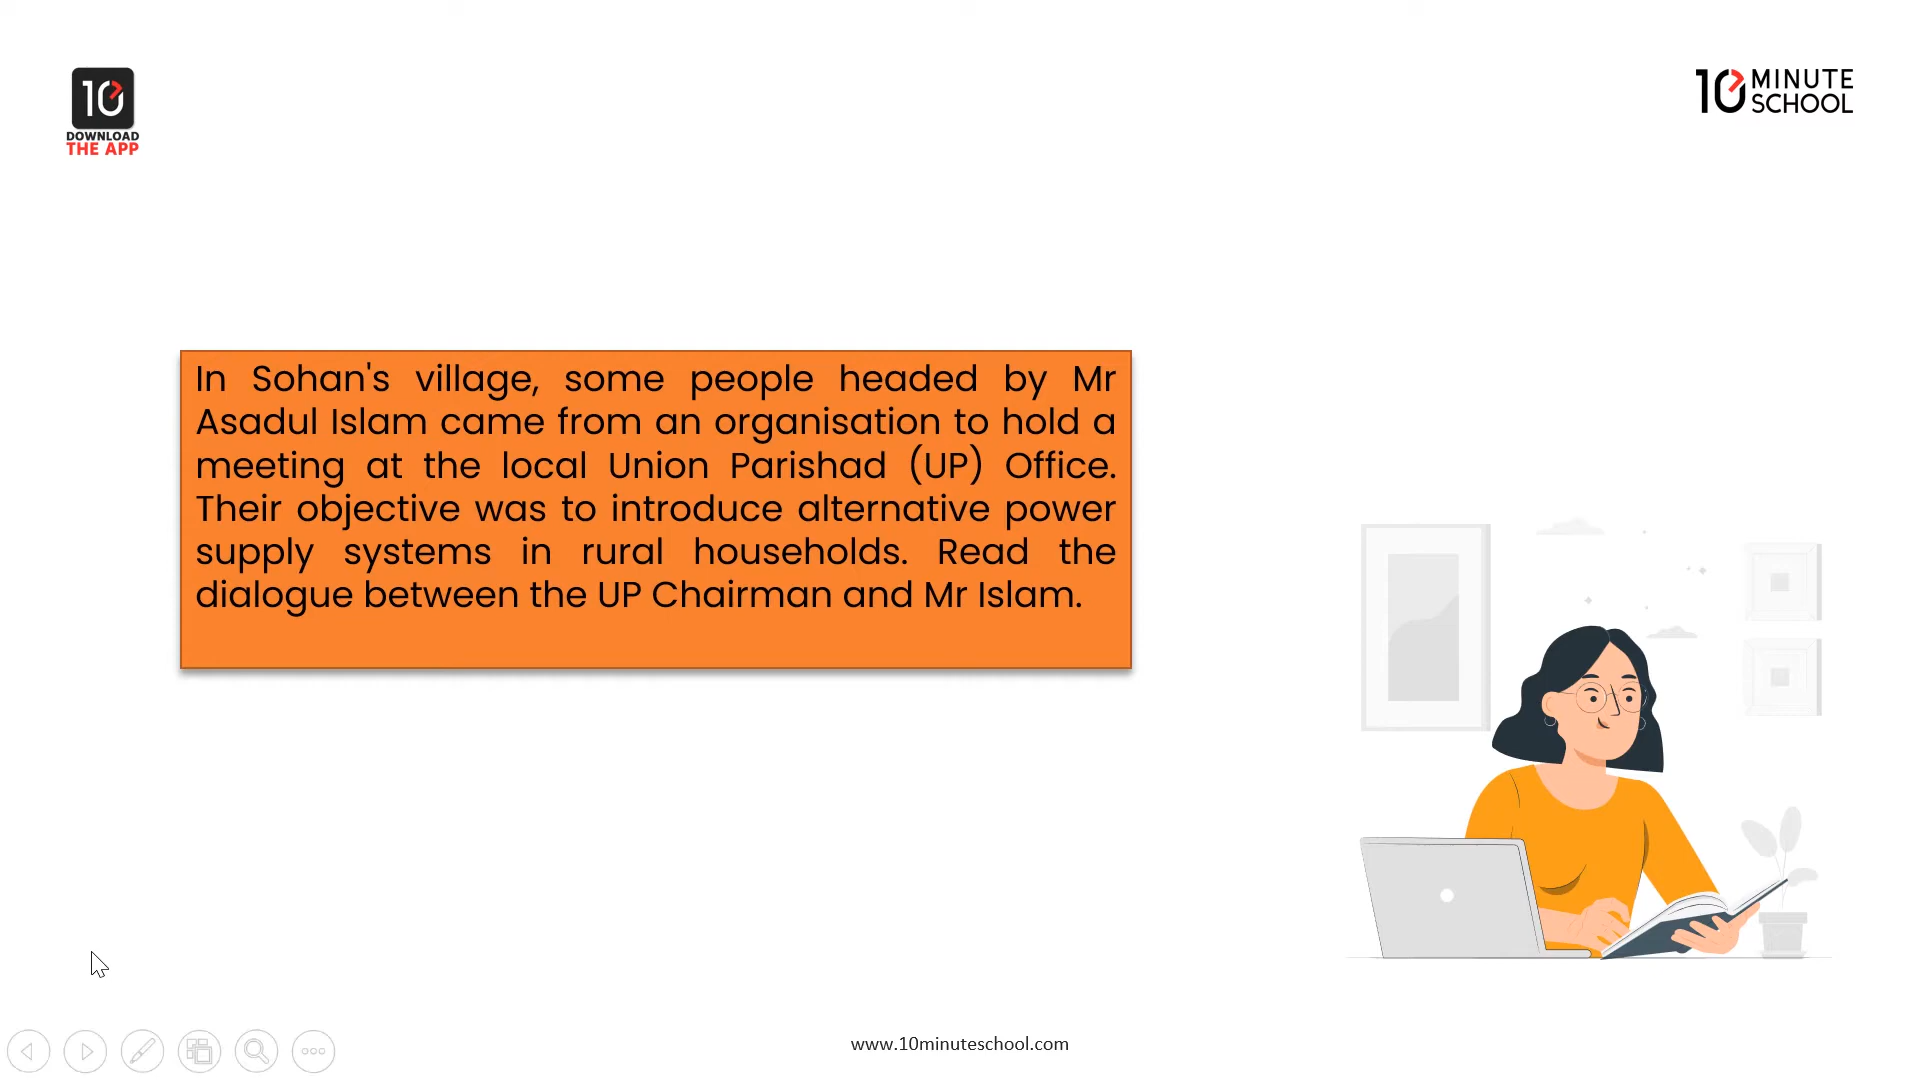 10
DOWNLOAD
THE APP
10 MINUTE
SCHOOL
In Sohan's village, some people headed by Mr
Asadul Islam came from an organisation to hold a
meeting at the local Union Parishad (UP) Office.
Their objective was to introduce alternative power
supply systems in rural households. Read the
dialogue between the UP Chairman and Mr Islam.
www.10minuteschool.com